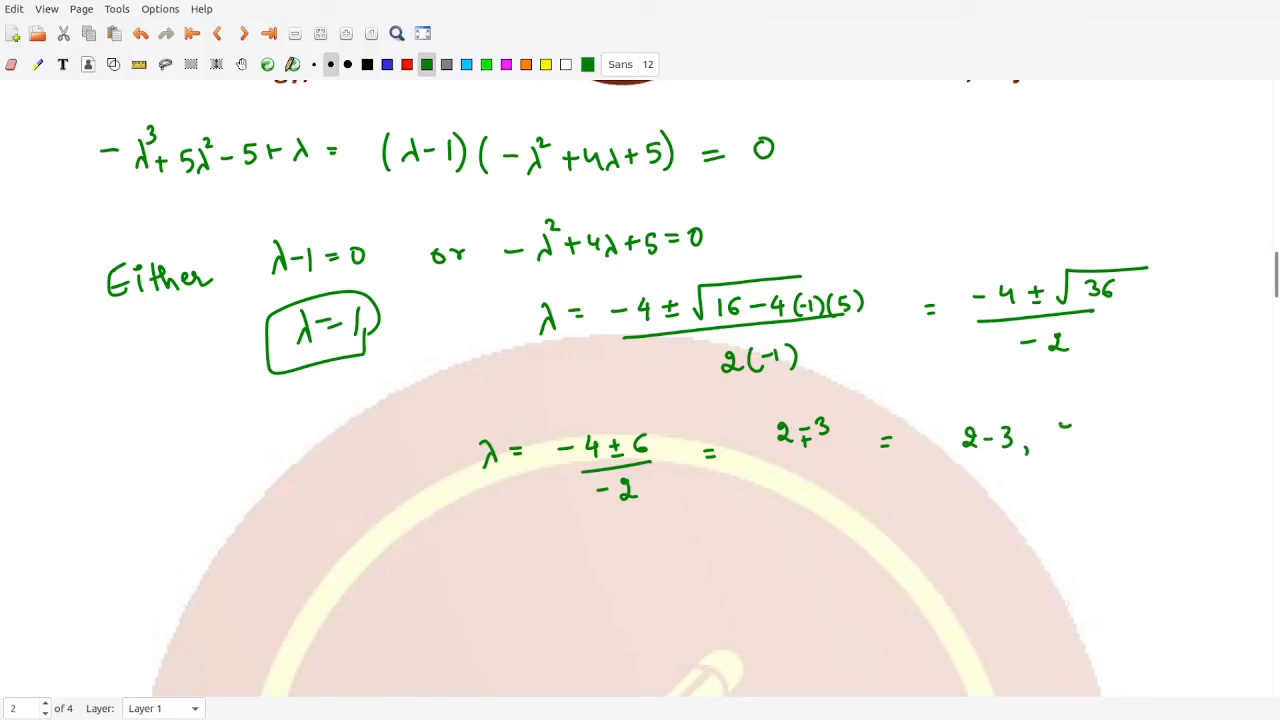 Edit View Page Tools Options Help
T Sans 12
- λ³ + 5λ² - 5 + λ = (λ-1)(-λ² + 4λ + 5) = 0
Either λ-1 = 0 or -λ² + 4λ + 5 = 0
λ = 1, λ = -4 ± √16 - 4(-1)(5) / 2(-1) = -4 ± √36 / -2
λ = -4 ± 6 / -2 = 2 ∓ 3 = 2 - 3,
2 of 4 Layer: Layer 1